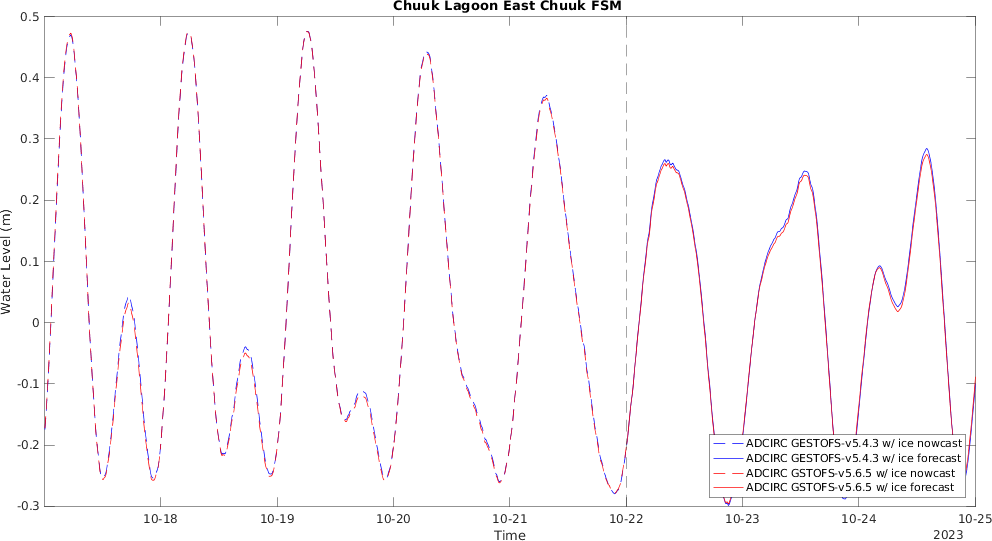 Chuuk Lagoon East Chuuk FSM
0.5
0.4
0.3
0.2
0.1
0
-0.1
-0.2
-0.3
Water Level (m)
ADCIRC GESTOFS-v5.4.3 w/ ice nowcast
ADCIRC GESTOFS-v5.4.3 w/ ice forecast
ADCIRC GSTOFS-v5.6.5 w/ ice nowcast
ADCIRC GSTOFS-v5.6.5 w/ ice forecast
10-18 10-19 10-20 10-21 10-22 10-23 10-24 10-25
Time
2023